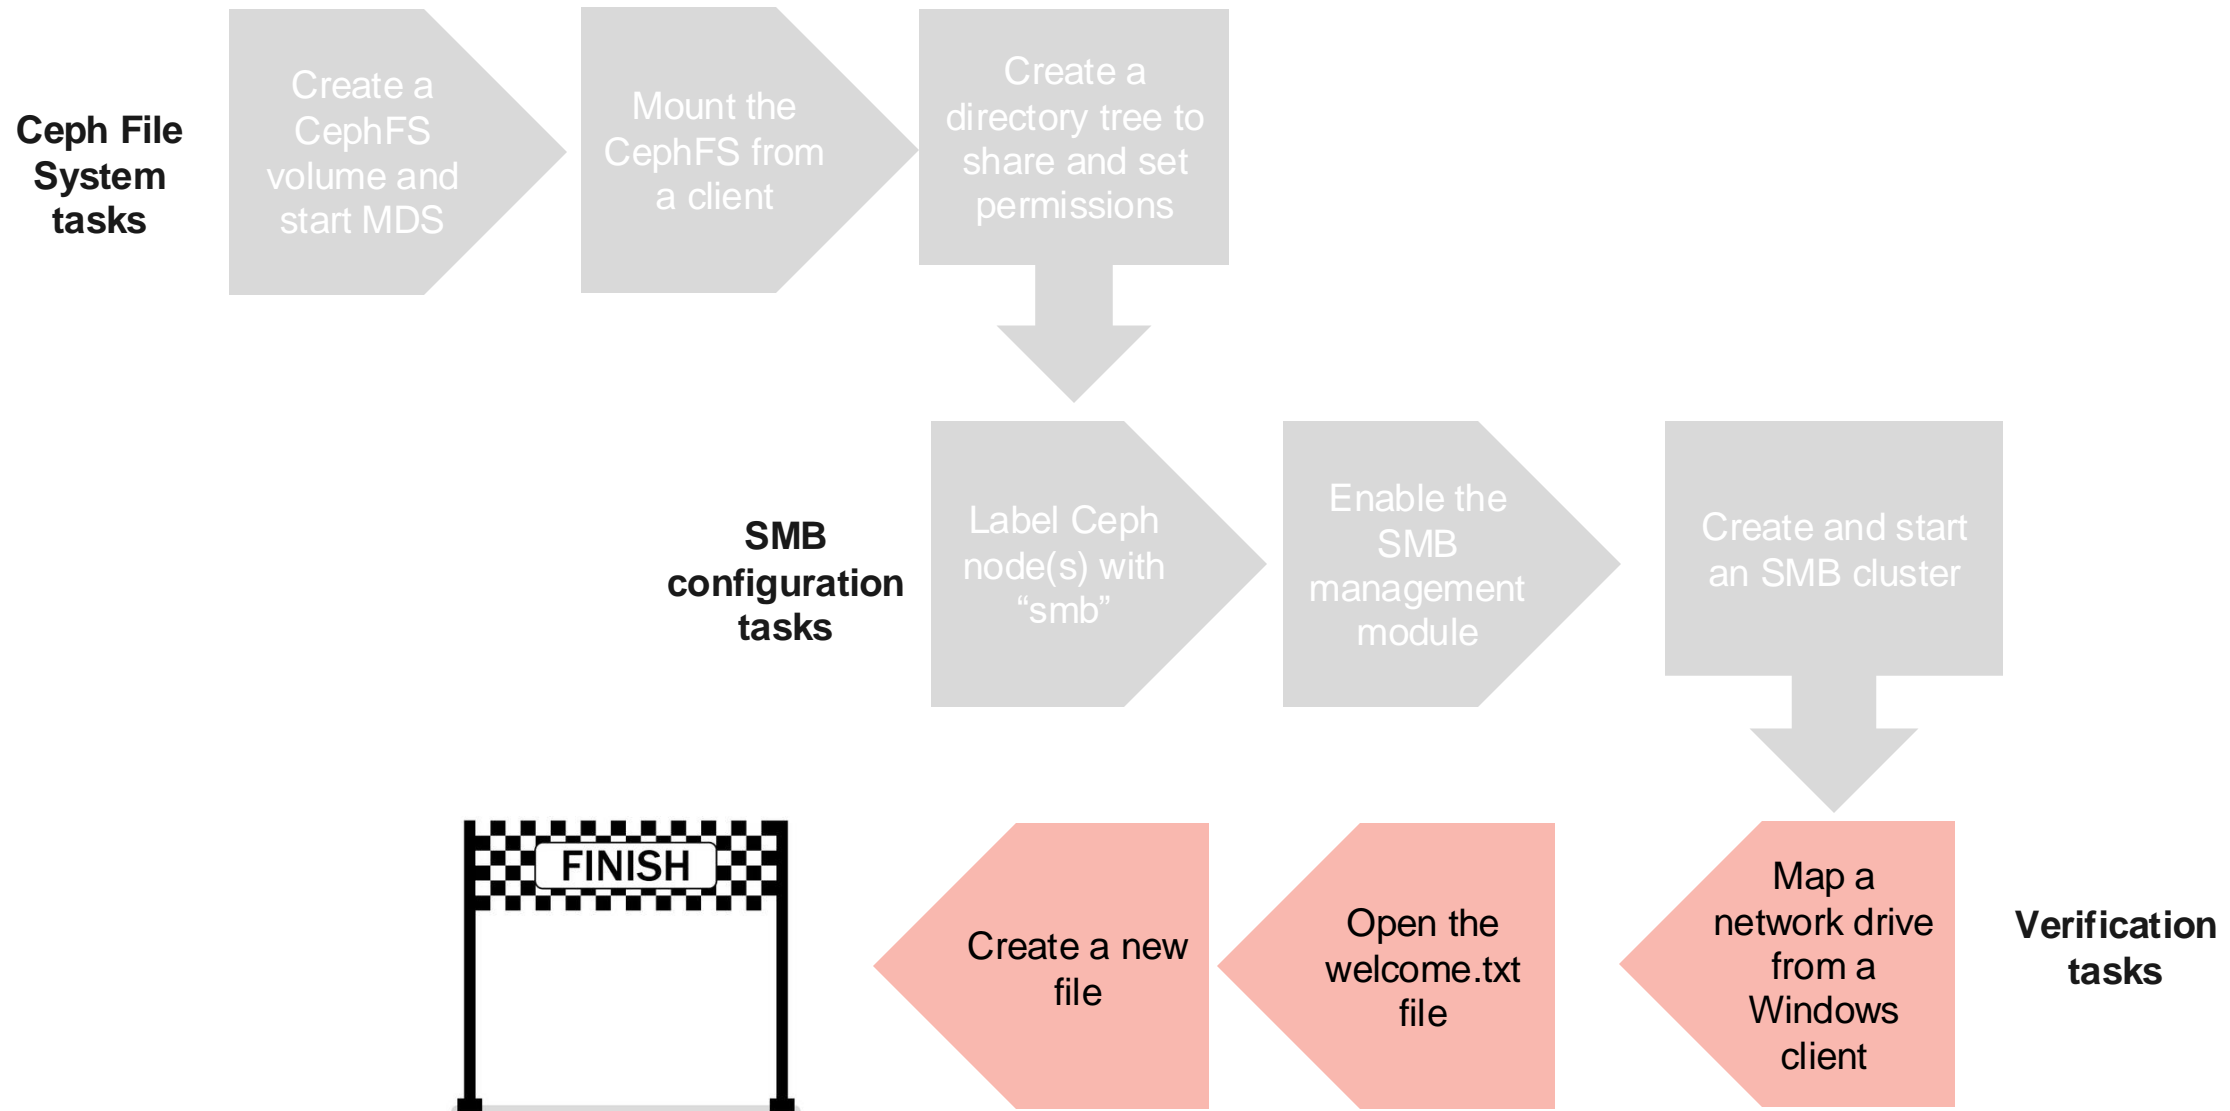 Ceph File
System
tasks
Create a
CephFS
volume and
start MDS
Mount the
CephFS from
a client
Create a
directory tree to
share and set
permissions
SMB
configuration
tasks
Label Ceph
node(s) with
“smb”
Enable the
SMB
management
module
Create and start
an SMB cluster
Map a
network drive
from a
Windows
client
Verification
tasks
Open the
welcome.txt
file
Create a new
file
FINISH